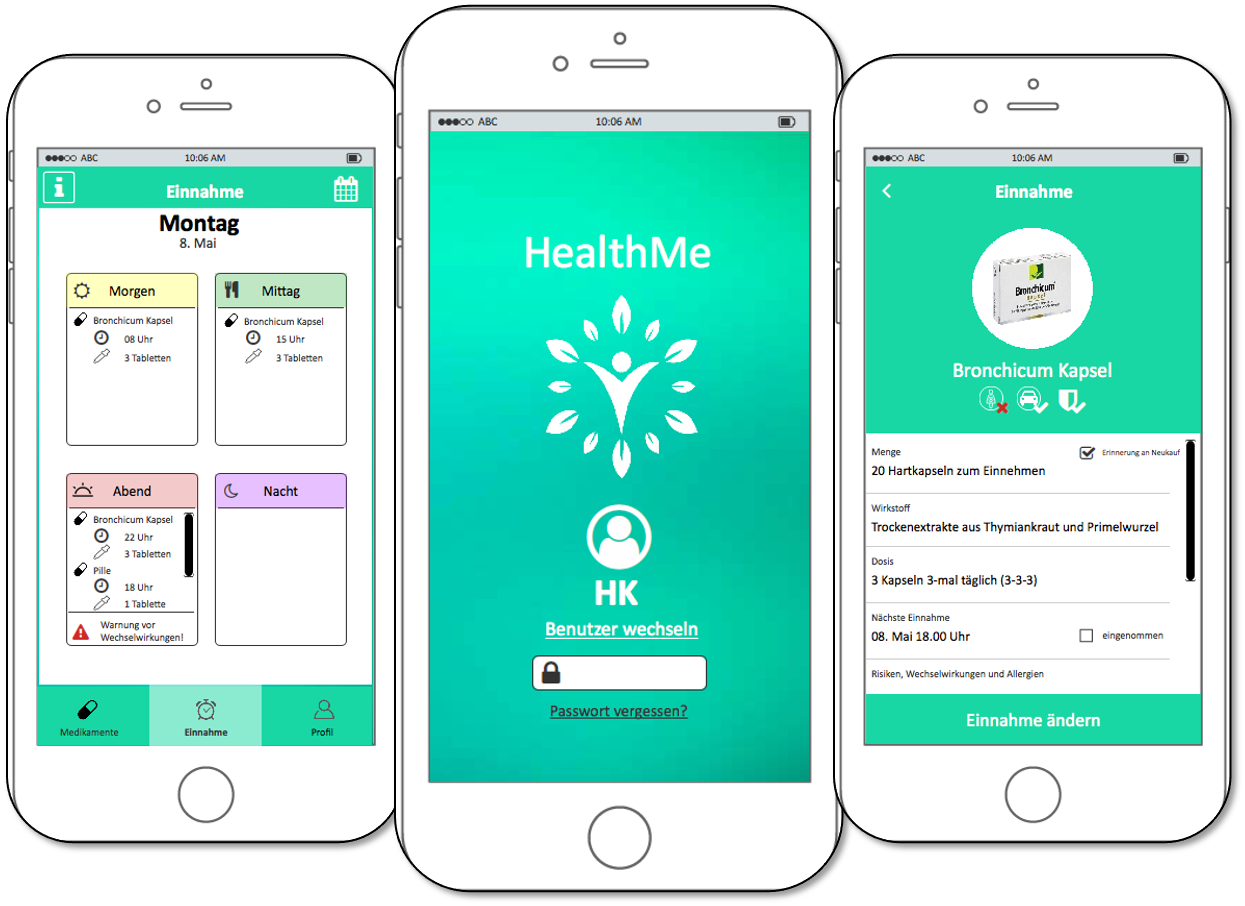 ABC 10:06 AM
Einnahme
Montag
8. Mai
Morgen
Bronchicum Kapsel
08 Uhr
3 Tabletten
Mittag
Bronchicum Kapsel
15 Uhr
3 Tabletten
Abend
Bronchicum Kapsel
22 Uhr
3 Tabletten
Pille
18 Uhr
1 Tablette
Warnung vor
Wechselwirkungen!
Nacht
Medikamente Einnahme Profil
ABC 10:06 AM
HealthMe
HK
Benutzer wechseln
Passwort vergessen?
ABC 10:06 AM
Einnahme
Bronchicum
Bronchicum Kapsel
Menge Erinnerung an Neukauf
20 Hartkapseln zum Einnehmen
Wirkstoff
Trockenextrakte aus Thymiankraut und Primelwurzel
Dosis
3 Kapseln 3-mal täglich (3-3-3)
Nächste Einnahme
08. Mai 18.00 Uhr eingenommen
Risiken, Wechselwirkungen und Allergien
Einnahme ändern